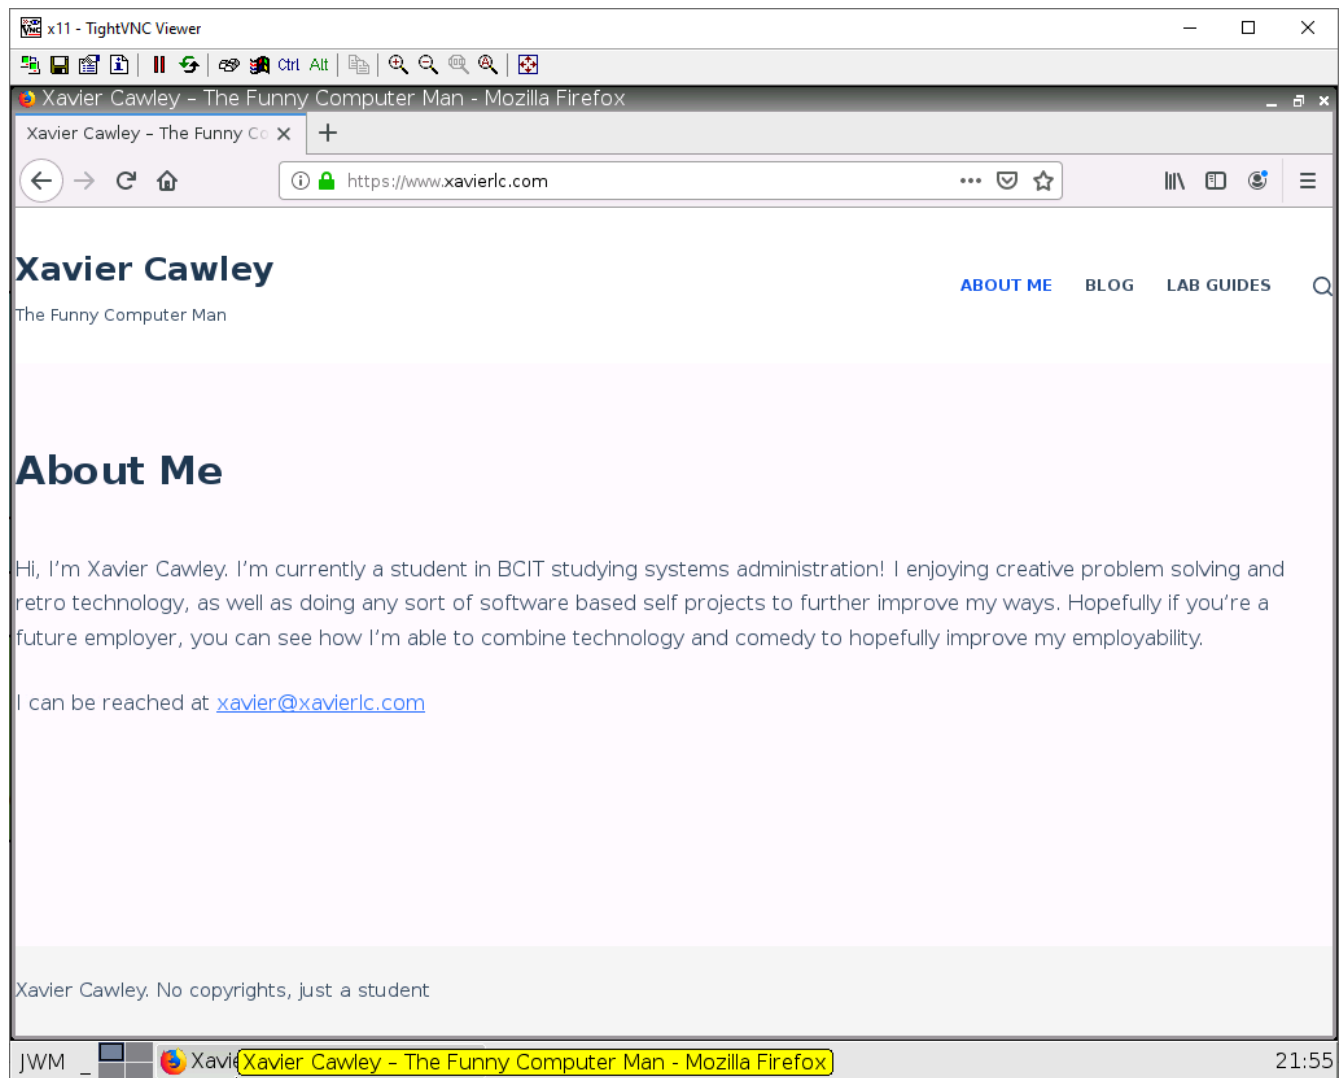 x11 - TightVNC Viewer
Ctrl Alt
Xavier Cawley – The Funny Computer Man - Mozilla Firefox
Xavier Cawley – The Funny Co
https://www.xavierlc.com
Xavier Cawley
The Funny Computer Man
ABOUT ME BLOG LAB GUIDES
About Me
Hi, I’m Xavier Cawley. I’m currently a student in BCIT studying systems administration! I enjoying creative problem solving and
retro technology, as well as doing any sort of software based self projects to further improve my ways. Hopefully if you’re a
future employer, you can see how I’m able to combine technology and comedy to hopefully improve my employability.
I can be reached at xavier@xavierlc.com
Xavier Cawley. No copyrights, just a student
JWM _ Xavie Xavier Cawley – The Funny Computer Man - Mozilla Firefox 21:55